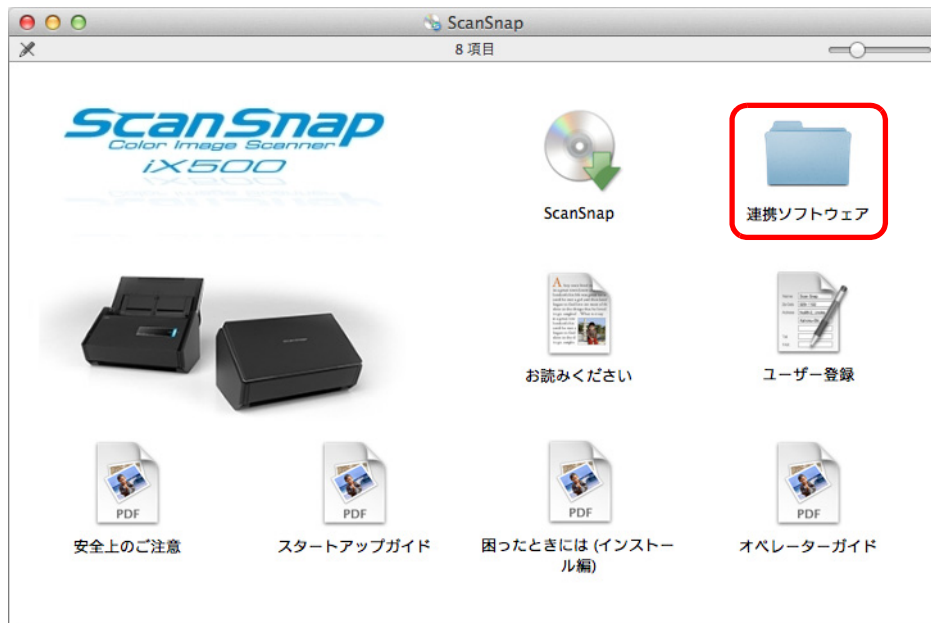 ScanSnap
8 項目
ScanSnap
Color Image Scanner
iX500
ScanSnap
連携ソフトウェア
お読みください
ユーザー登録
PDF
PDF
PDF
PDF
安全上のご注意
スタートアップガイド
困ったときには (インストー
ル編)
オペレーターガイド